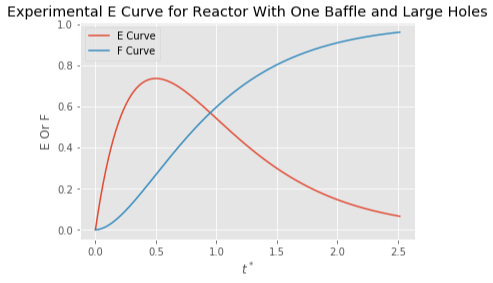 Experimental E Curve for Reactor With One Baffle and Large Holes
E Curve
F Curve
1.0
0.8
0.6
0.4
0.2
0.0
E Or F
0.0 0.5 1.0 1.5 2.0 2.5
t*